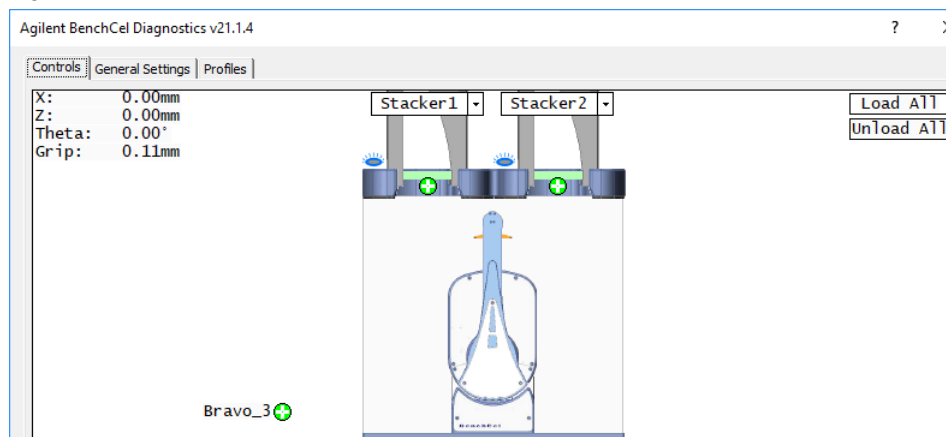 Agilent BenchCel Diagnostics v21.1.4 ?
Controls General Settings Profiles
X: 0.00mm
Z: 0.00mm
Theta: 0.00°
Grip: 0.11mm
Stacker1 Stacker2
Load All
Unload All
Bravo_3
BenchCel